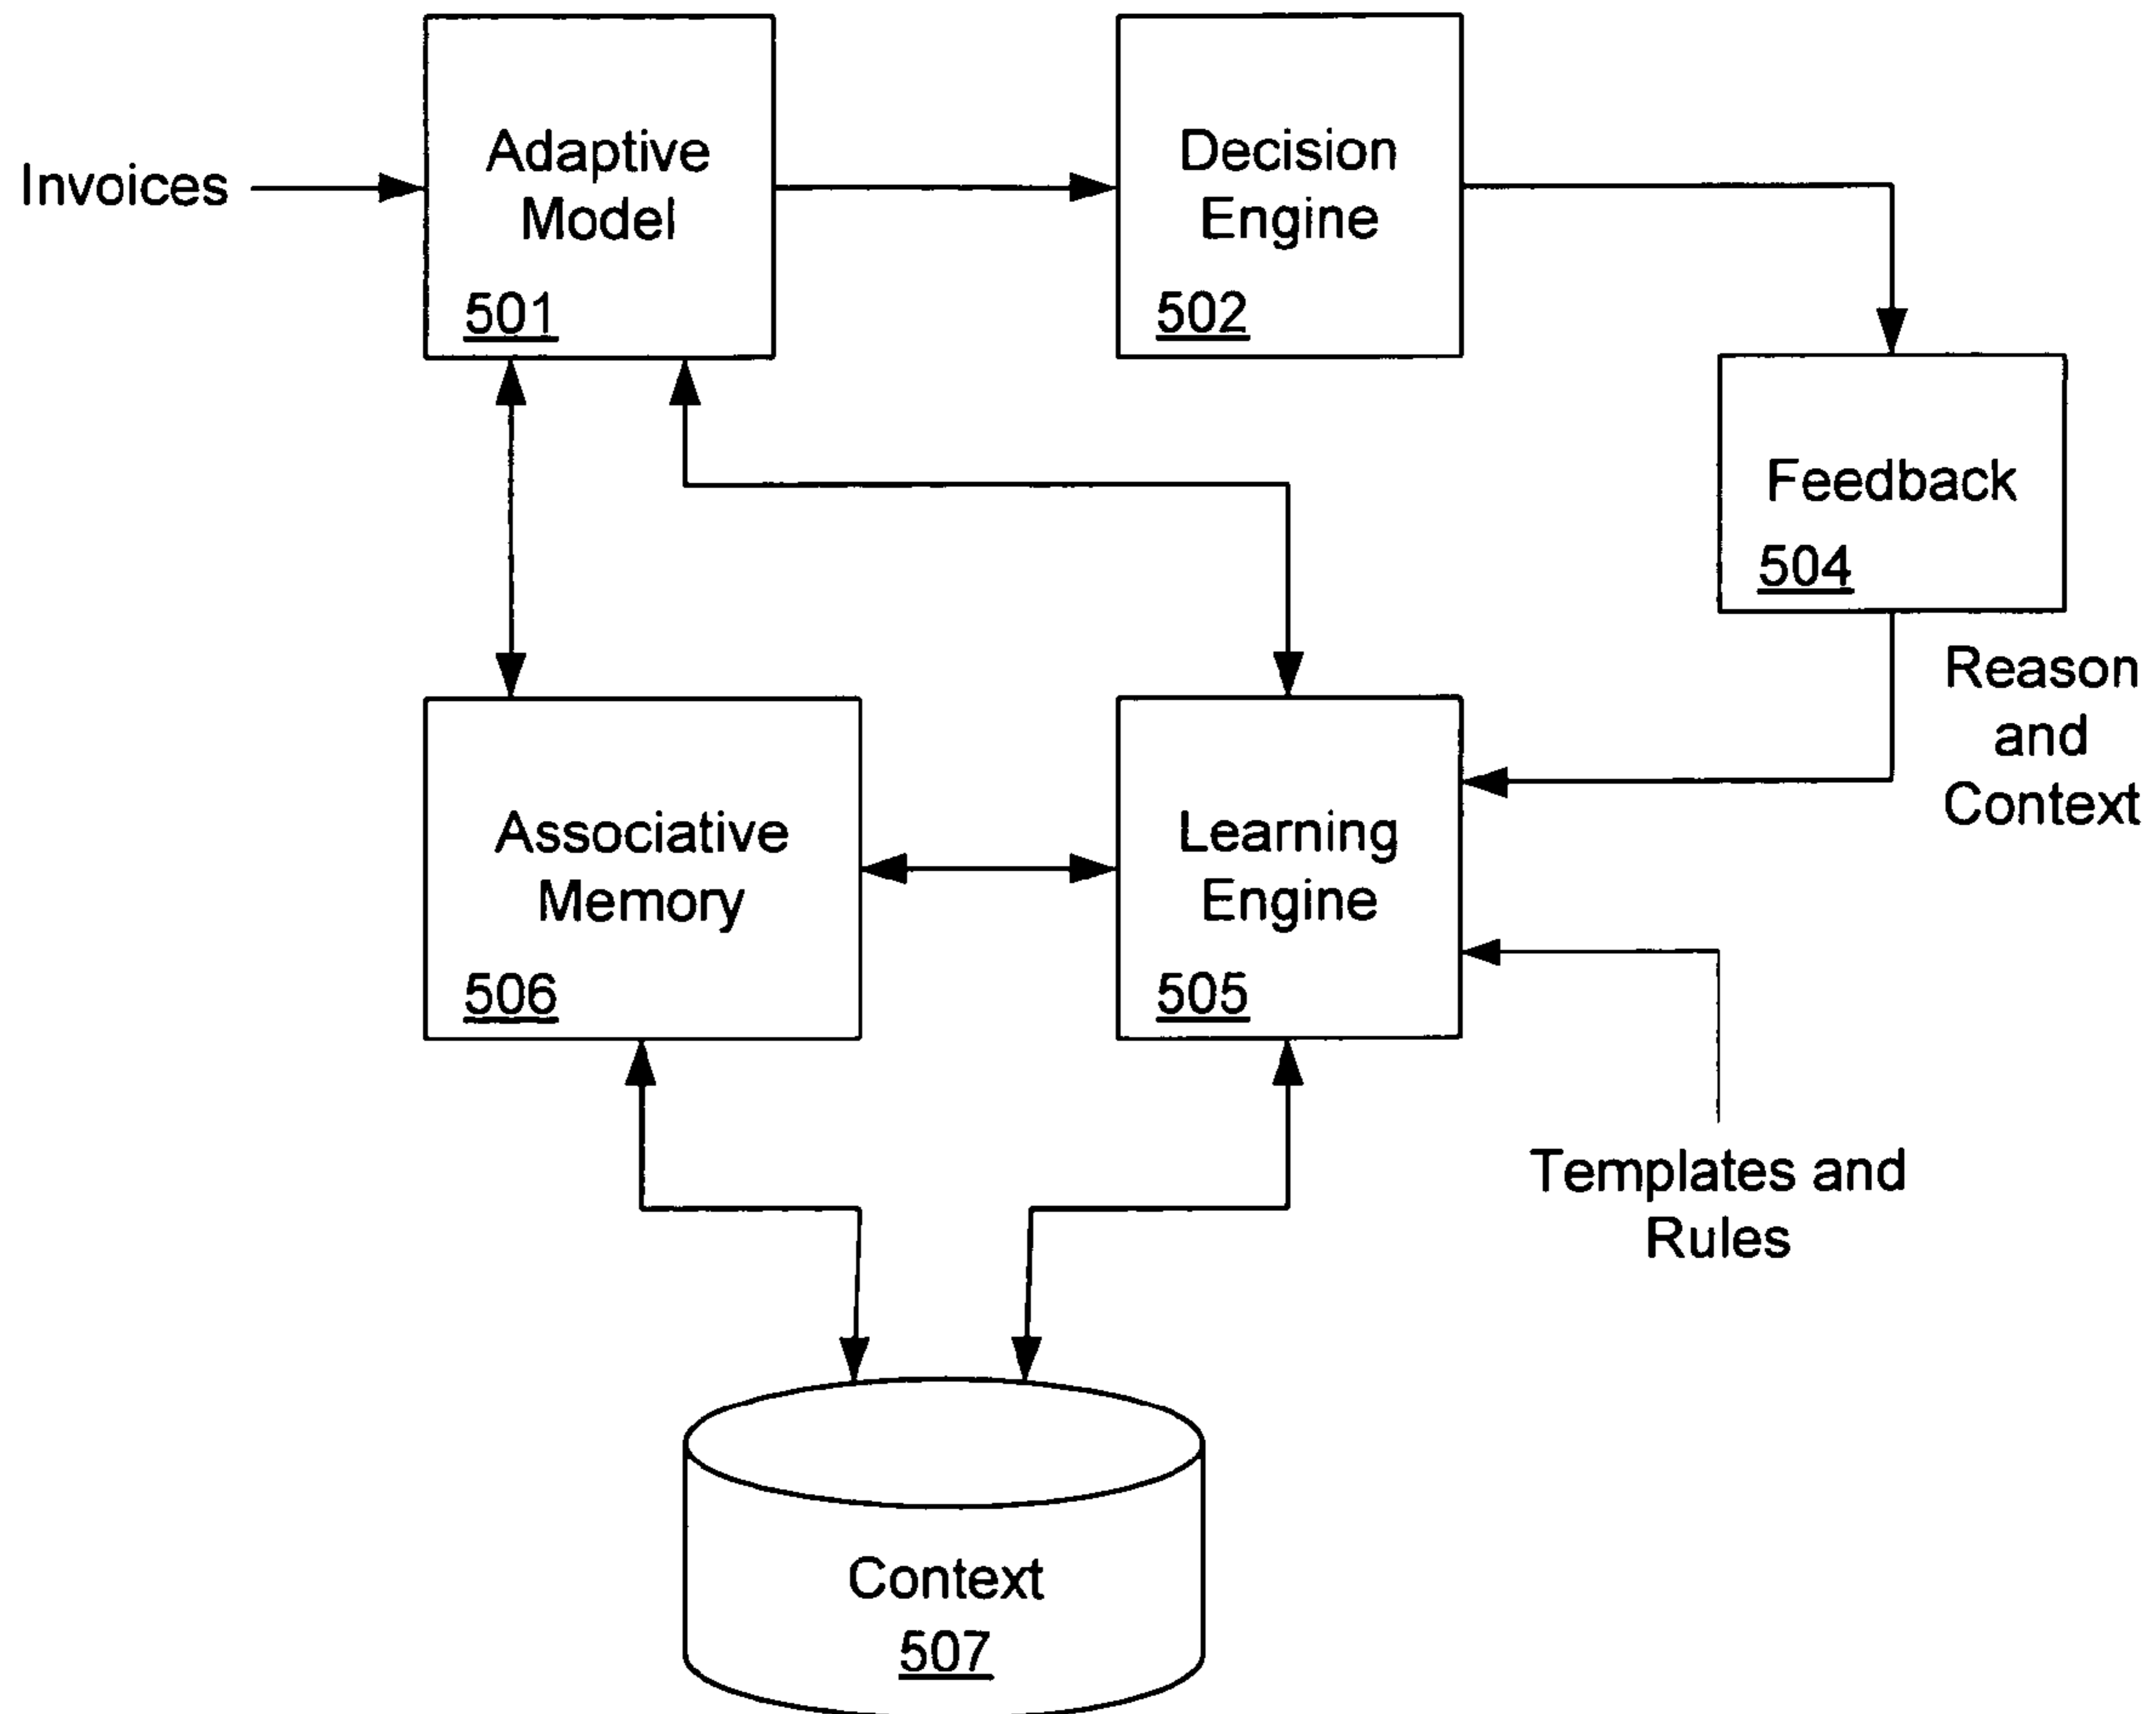 Invoices
Adaptive
Model
501
Decision
Engine
502
Feedback
504
Reason
and
Context
Associative
Memory
506
Learning
Engine
505
Templates and
Rules
Context
507